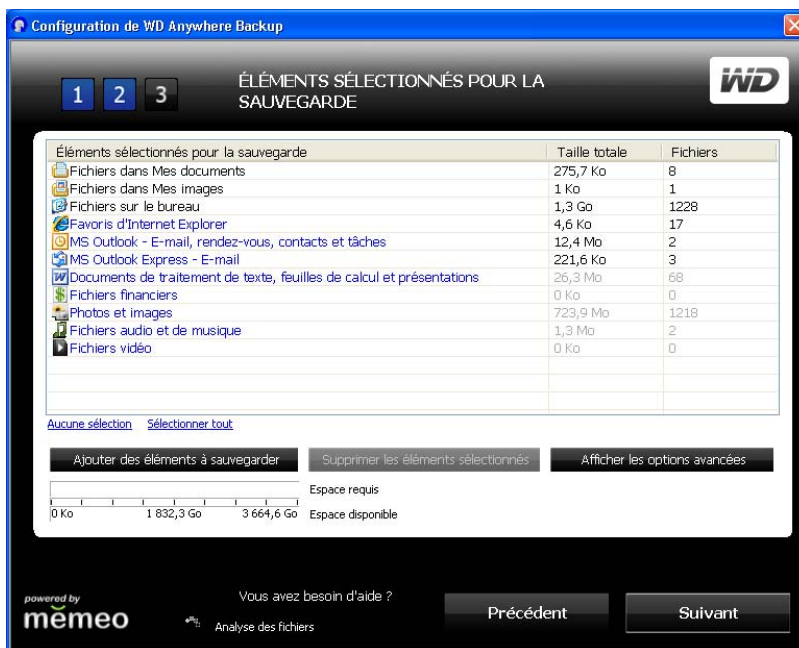 Configuration de WD Anywhere Backup
1 2 3
ÉLÉMENTS SÉLECTIONNÉS POUR LA
SAUVEGARDE
WD
Éléments sélectionnés pour la sauvegarde Taille totale Fichiers
Fichiers dans Mes documents 275,7 Ko 8
Fichiers dans Mes images 1 Ko 1
Fichiers sur le bureau 1,3 Go 1228
Favoris d'Internet Explorer 4,6 Ko 17
MS Outlook - E-mail, rendez-vous, contacts et tâches 12,4 Mo 2
MS Outlook Express - E-mail 221,6 Ko 3
Documents de traitement de texte, feuilles de calcul et présentations 26,3 Mo 68
Fichiers financiers 0 Ko 0
Photos et images 723,9 Mo 1218
Fichiers audio et de musique 1,3 Mo 2
Fichiers vidéo 0 Ko 0
Aucune sélection Sélectionner tout
Ajouter des éléments à sauvegarder Supprimer les éléments sélectionnés Afficher les options avancées
Espace requis
0 Ko 1 832,3 Go 3 664,6 Go Espace disponible
powered by
memeo
Vous avez besoin d'aide ?
Analyse des fichiers
Précédent Suivant